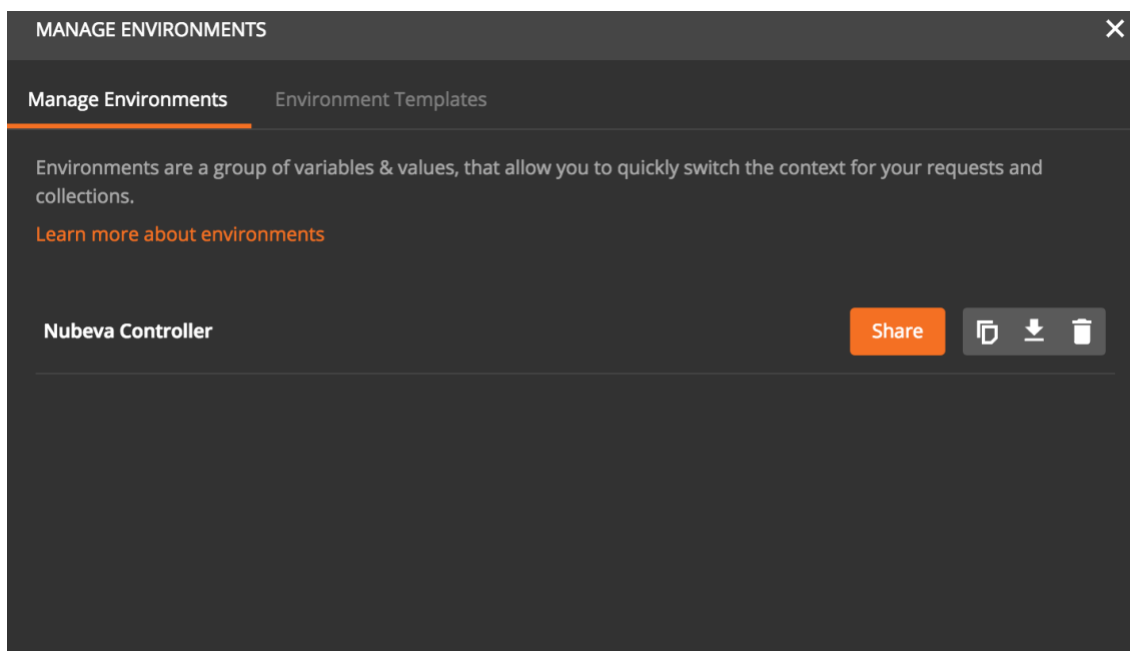 MANAGE ENVIRONMENTS
Manage Environments
Environment Templates
Environments are a group of variables & values, that allow you to quickly switch the context for your requests and
collections.
Learn more about environments
Nubeva Controller
Share